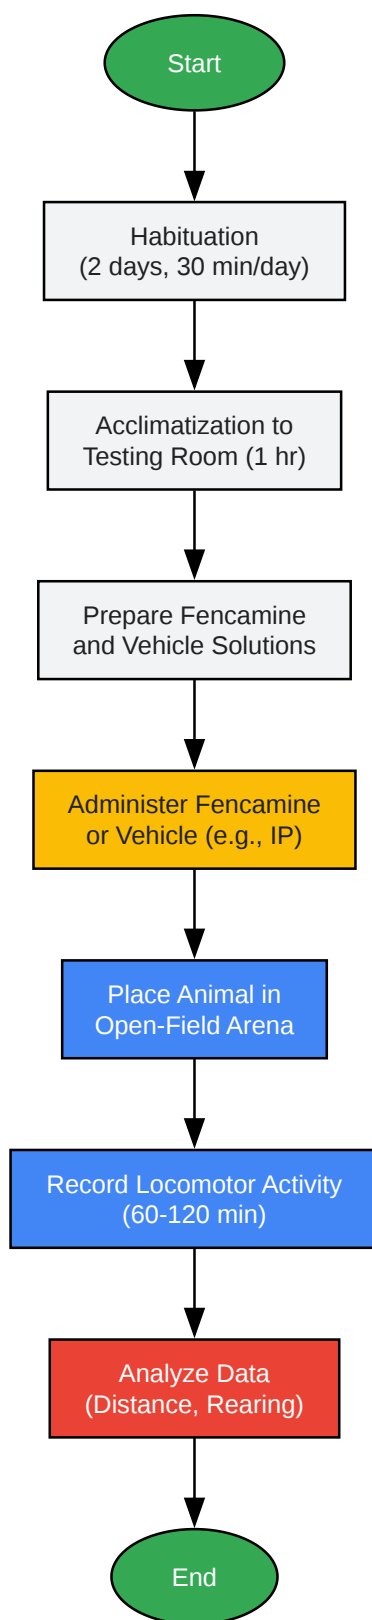 Start
Habituation
(2 days, 30 min/day)
Acclimatization to
Testing Room (1 hr)
Prepare Fencamine
and Vehicle Solutions
Administer Fencamine
or Vehicle (e.g., IP)
Place Animal in
Open-Field Arena
Record Locomotor Activity
(60-120 min)
Analyze Data
(Distance, Rearing)
End